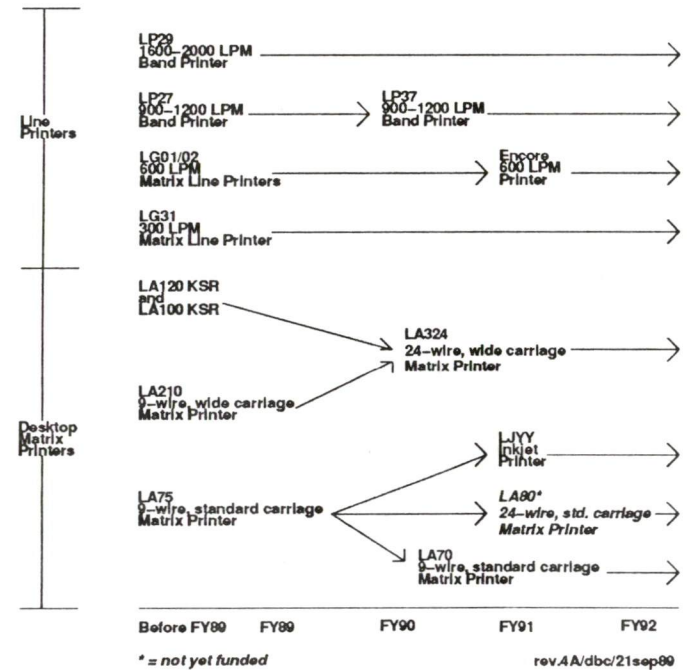 LP29
1600–2000 LPM
Band Printer
LP27
900–1200 LPM
Band Printer
LP37
900–1200 LPM
Band Printer
Line
Printers
LG01/02
600 LPM
Matrix Line Printers
Encore
600 LPM
Printer
LG31
300 LPM
Matrix Line Printer
LA120 KSR
and
LA100 KSR
LA324
24–wire, wide carriage
Matrix Printer
LA210
9–wire, wide carriage
Matrix Printer
Desktop
Matrix
Printers
LJYY
Inkjet
Printer
LA75
9–wire, standard carriage
Matrix Printer
LA80*
24–wire, std. carriage
Matrix Printer
LA70
9–wire, standard carriage
Matrix Printer
Before FY89 FY89 FY90 FY91 FY92
* = not yet funded
rev.4A/dbc/21sep89